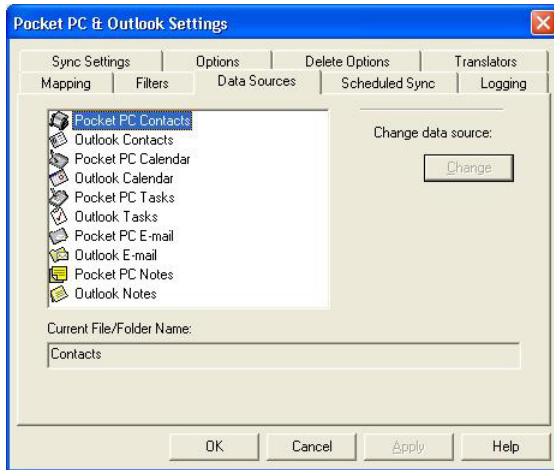 Pocket PC & Outlook Settings
Sync Settings Options Delete Options Translators
Mapping Filters Data Sources Scheduled Sync Logging
Pocket PC Contacts
Outlook Contacts
Pocket PC Calendar
Outlook Calendar
Pocket PC Tasks
Outlook Tasks
Pocket PC E-mail
Outlook E-mail
Pocket PC Notes
Outlook Notes
Change data source:
Change
Current File/Folder Name:
Contacts
OK Cancel Apply Help